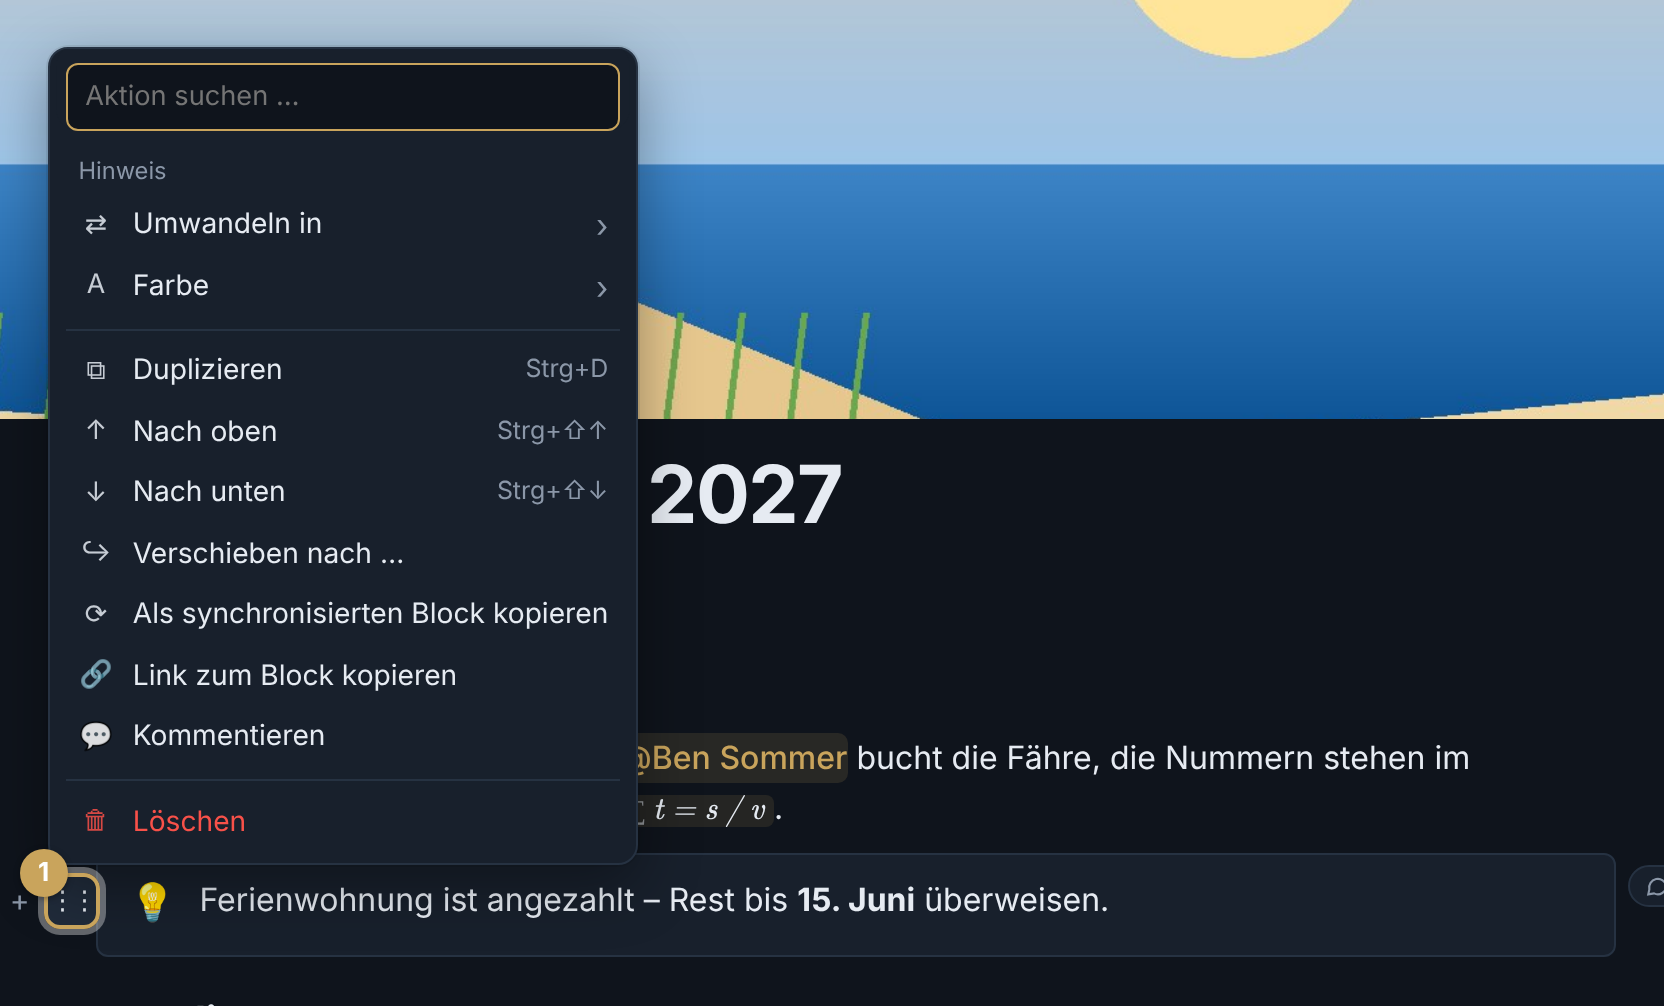 Aktion suchen ...
Hinweis
Umwandeln in
Farbe
Duplizieren Strg+D
Nach oben Strg+⇧↑
Nach unten Strg+⇧↓
Verschieben nach ...
Als synchronisierten Block kopieren
Link zum Block kopieren
Kommentieren
Löschen
2027
@Ben Sommer bucht die Fähre, die Nummern stehen im
t = s / v.
1
Ferienwohnung ist angezahlt – Rest bis 15. Juni überweisen.